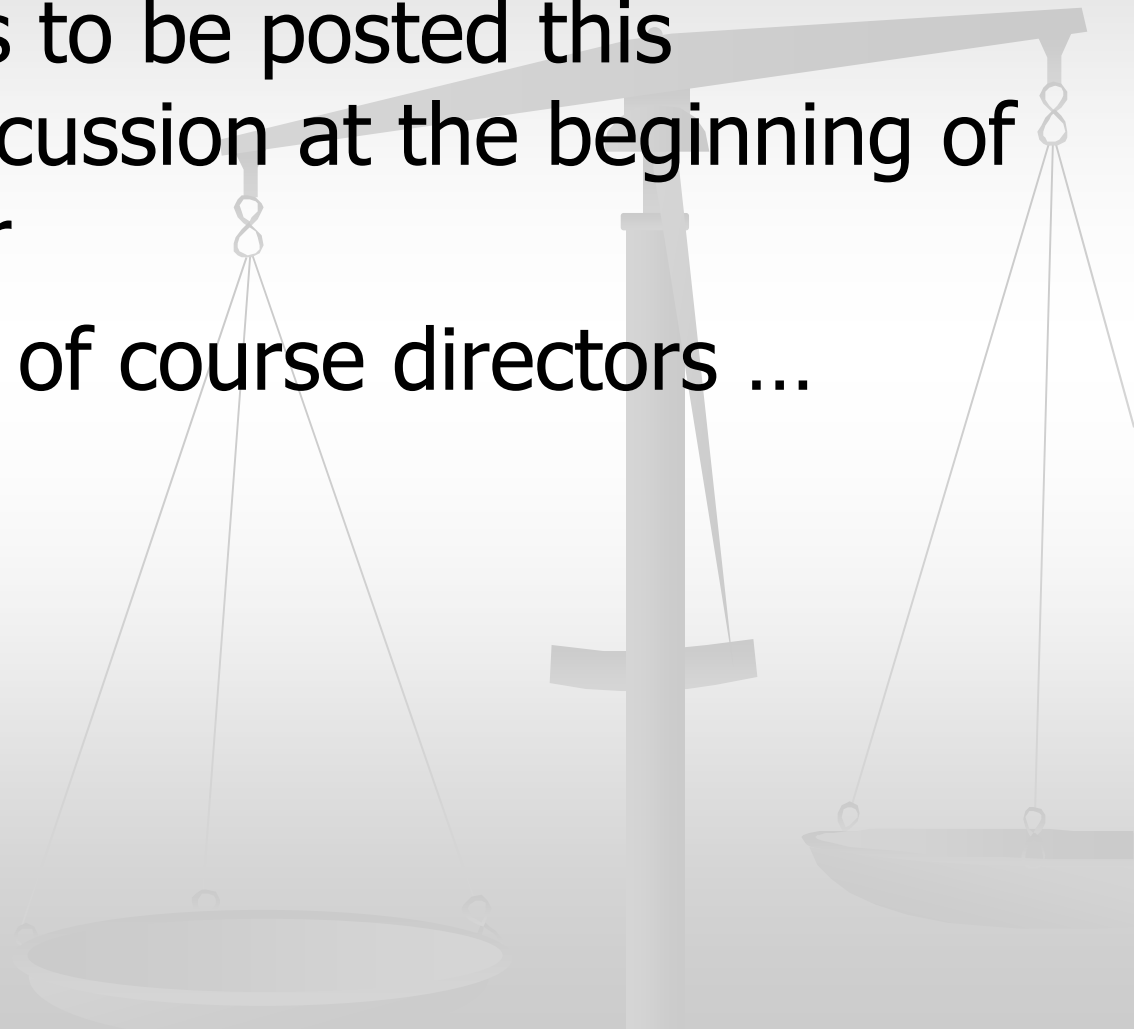 s to be posted this
cussion at the beginning of
r
of course directors ...